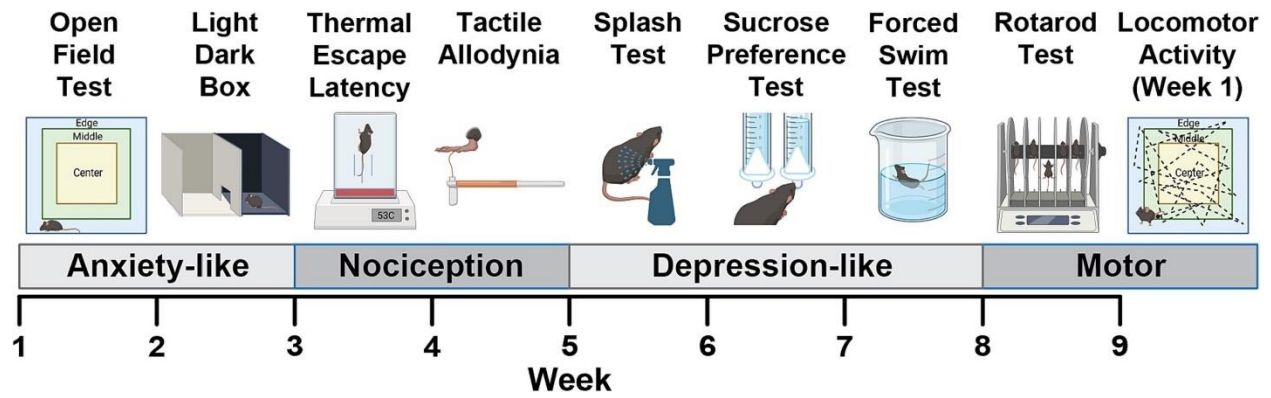 Open
Field
Test
Light
Dark
Box
Thermal
Escape
Latency
Tactile
Allodynia
Splash
Test
Sucrose
Preference
Test
Forced
Swim
Test
Rotarod
Test
Locomotor
Activity
(Week 1)
Edge
Middle
Center
53C
Edge
Middle
Center
Anxiety-like
Nociception
Depression-like
Motor
1 2 3 4 5 6 7 8 9
Week